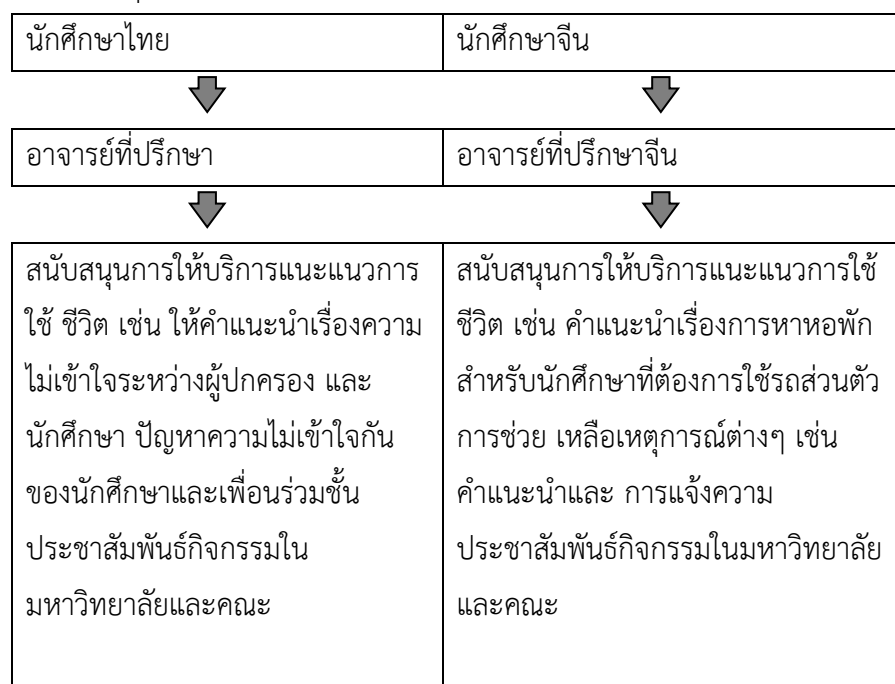 นักศึกษาไทย
นักศึกษาจีน
อาจารย์ที่ปรึกษา
อาจารย์ที่ปรึกษาจีน
สนับสนุนการให้บริการแนะแนวการ
ใช้ ชีวิต เช่น ให้คำแนะนำเรื่องความ
ไม่เข้าใจระหว่างผู้ปกครอง และ
นักศึกษา ปัญหาความไม่เข้าใจกัน
ของนักศึกษาและเพื่อนร่วมชั้น
ประชาสัมพันธ์กิจกรรมใน
มหาวิทยาลัยและคณะ
สนับสนุนการให้บริการแนะแนวการใช้
ชีวิต เช่น คำแนะนำเรื่องการหาหอพัก
สำหรับนักศึกษาที่ต้องการใช้รถส่วนตัว
การช่วย เหลือเหตุการณ์ต่างๆ เช่น
คำแนะนำและ การแจ้งความ
ประชาสัมพันธ์กิจกรรมในมหาวิทยาลัย
และคณะ